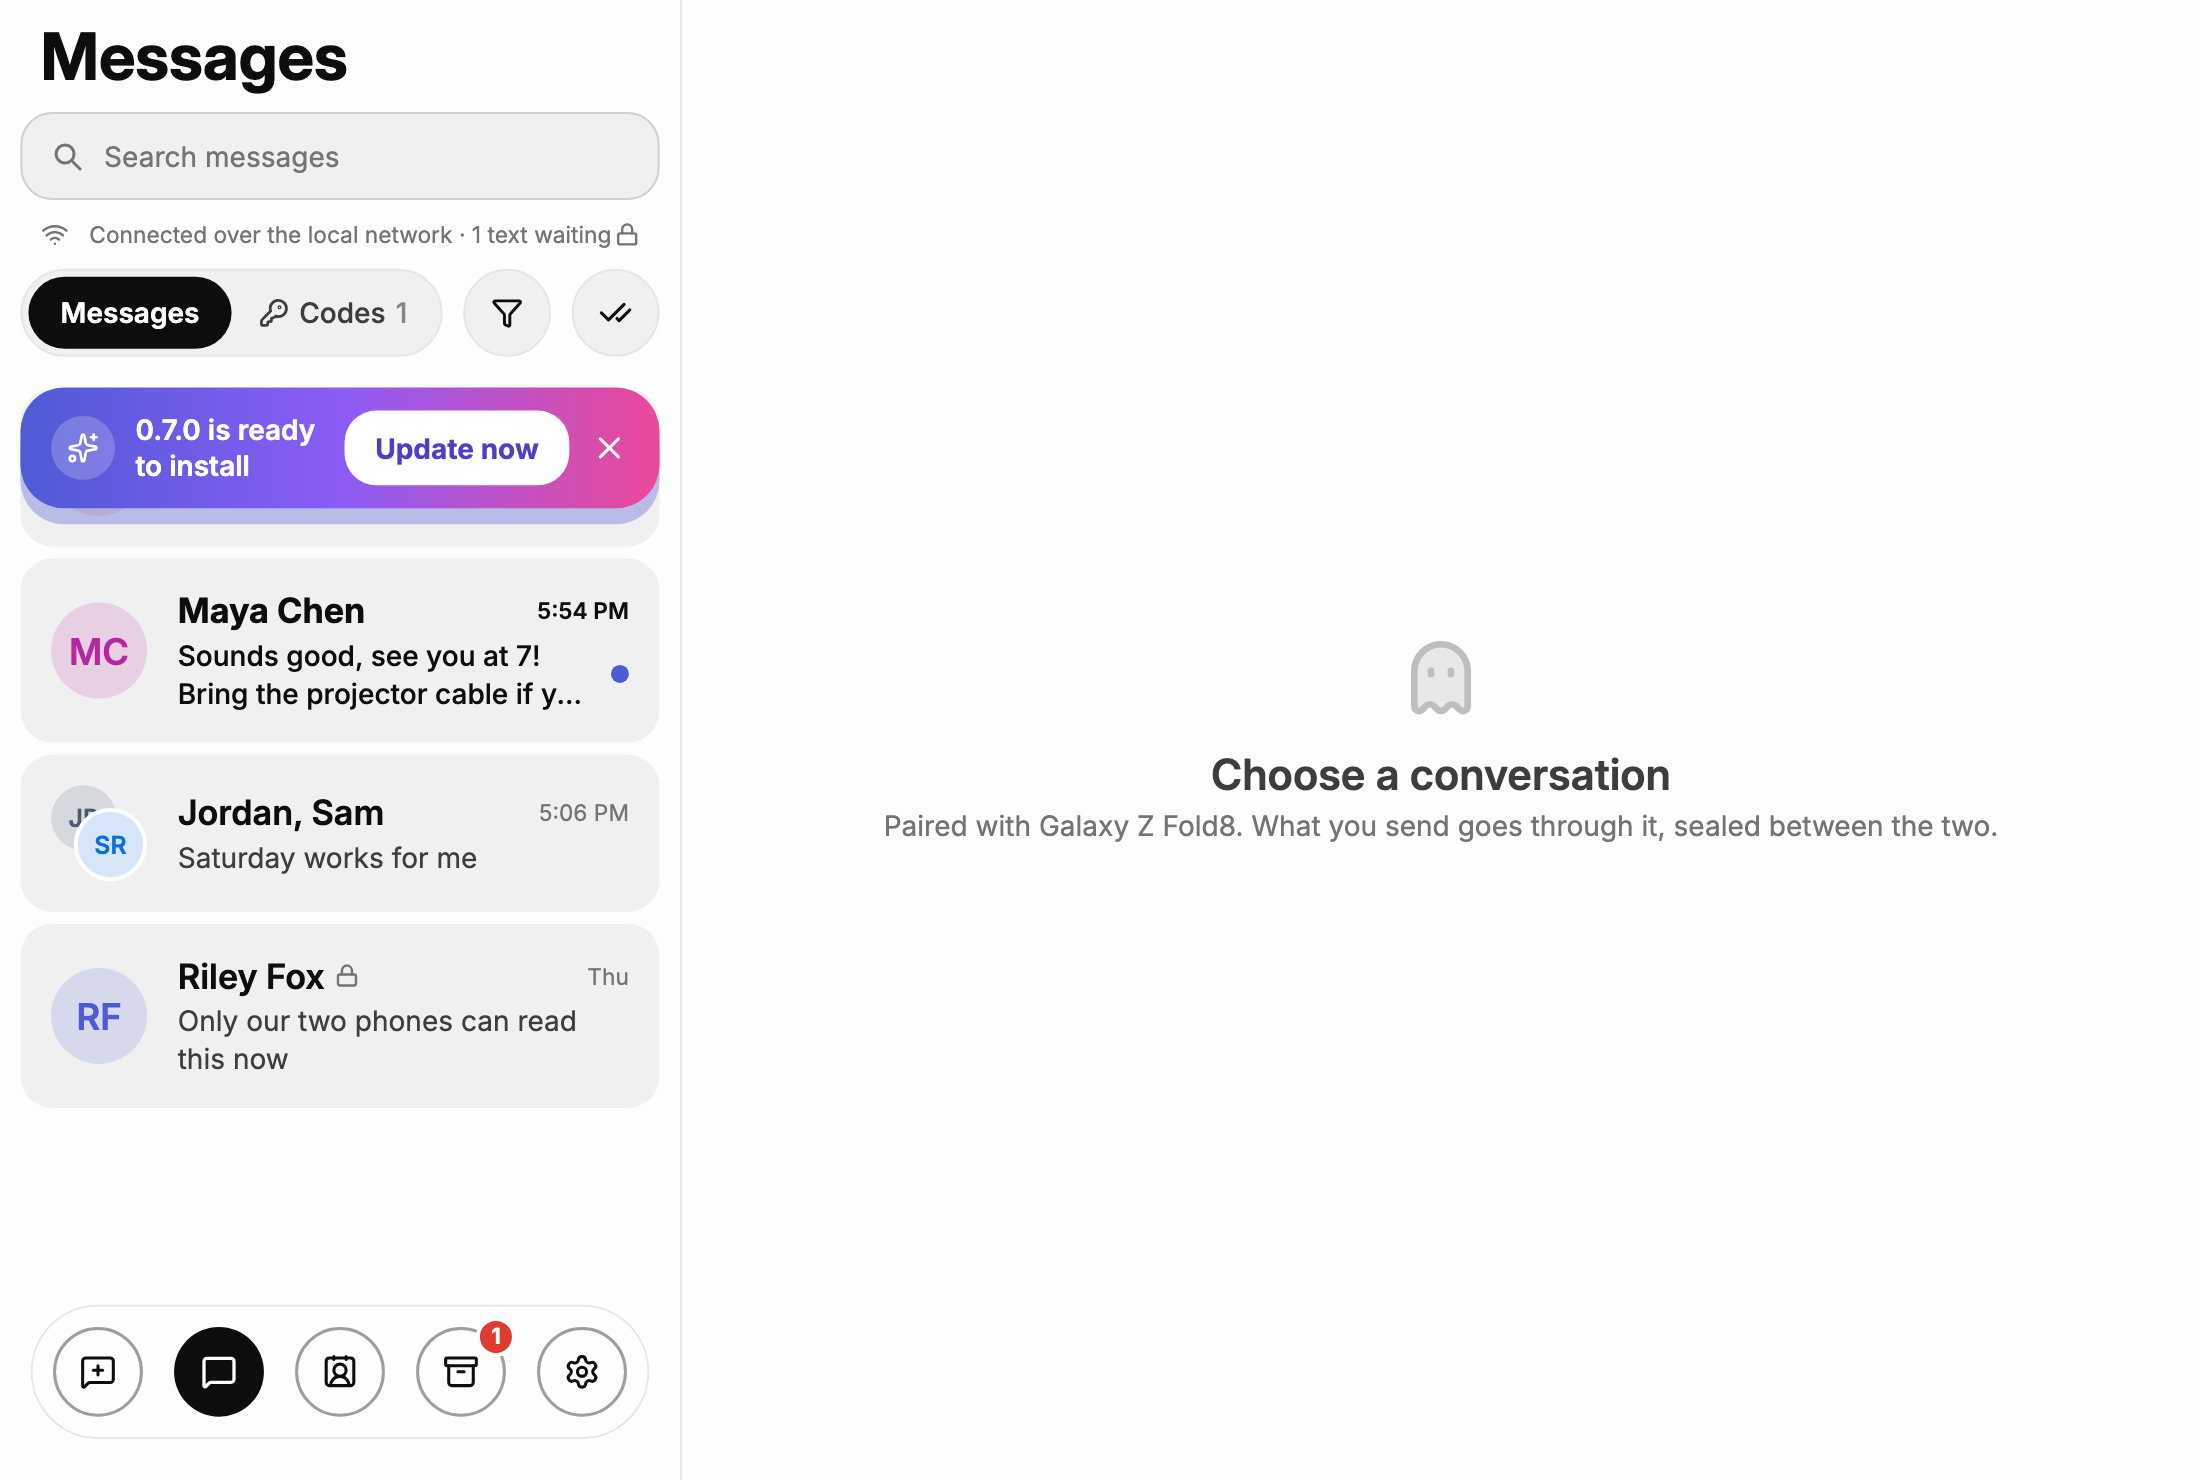 Messages
Search messages
Connected over the local network · 1 text waiting
Messages
Codes 1
0.7.0 is ready
to install
Update now
Maya Chen
5:54 PM
MC
Sounds good, see you at 7!
Bring the projector cable if y...
Jordan, Sam
5:06 PM
SR
Saturday works for me
Riley Fox
Thu
RF
Only our two phones can read
this now
1
Choose a conversation
Paired with Galaxy Z Fold8. What you send goes through it, sealed between the two.